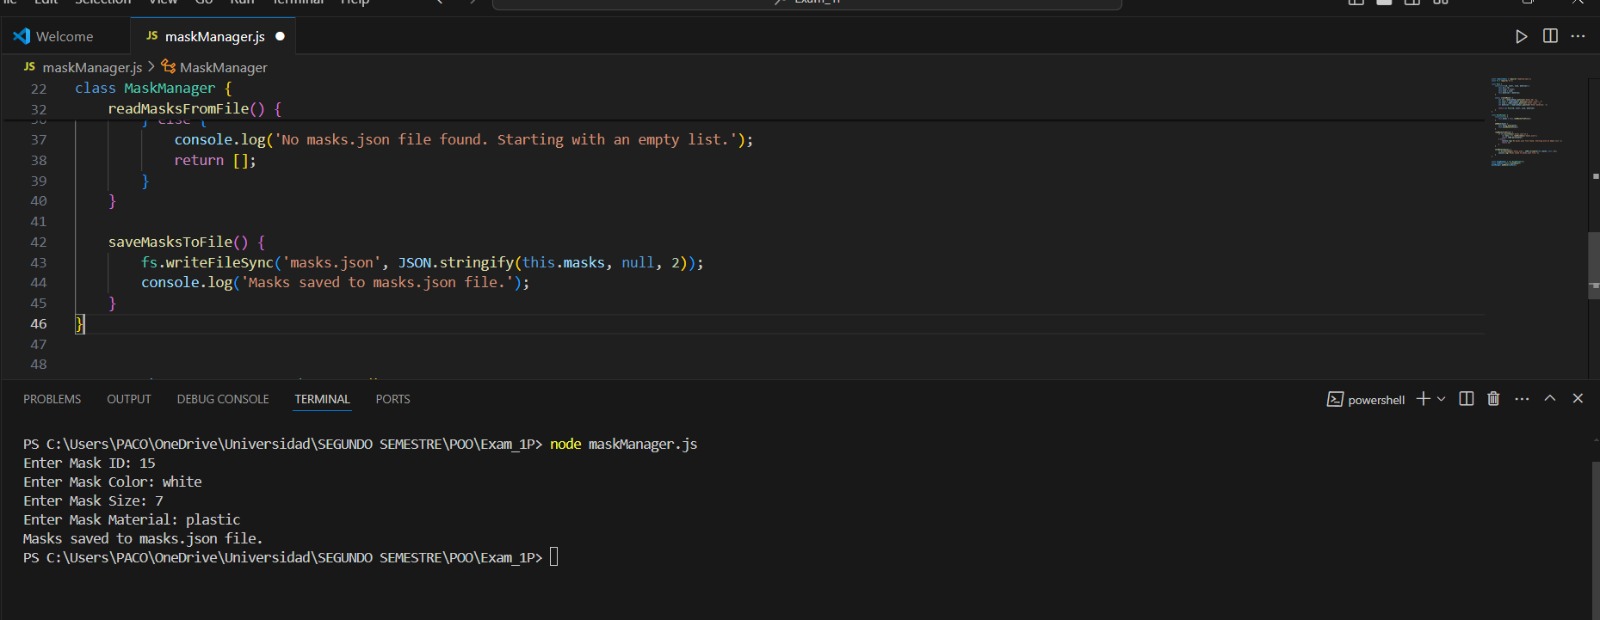 Edit Selection View Go Run Terminal Help
Welcome
JS maskManager.js
JS maskManager.js > MaskManager
22 class MaskManager {
32 readMasksFromFile() {
36 } else {
37 console.log('No masks.json file found. Starting with an empty list.');
38 return [];
39 }
40 }
41
42 saveMasksToFile() {
43 fs.writeFileSync('masks.json', JSON.stringify(this.masks, null, 2));
44 console.log('Masks saved to masks.json file.');
45 }
46 }
47
48
PROBLEMS OUTPUT DEBUG CONSOLE TERMINAL PORTS
powershell
PS C:\Users\PACO\OneDrive\Universidad\SEGUNDO SEMESTRE\POO\Exam_1P> node maskManager.js
Enter Mask ID: 15
Enter Mask Color: white
Enter Mask Size: 7
Enter Mask Material: plastic
Masks saved to masks.json file.
PS C:\Users\PACO\OneDrive\Universidad\SEGUNDO SEMESTRE\POO\Exam_1P>